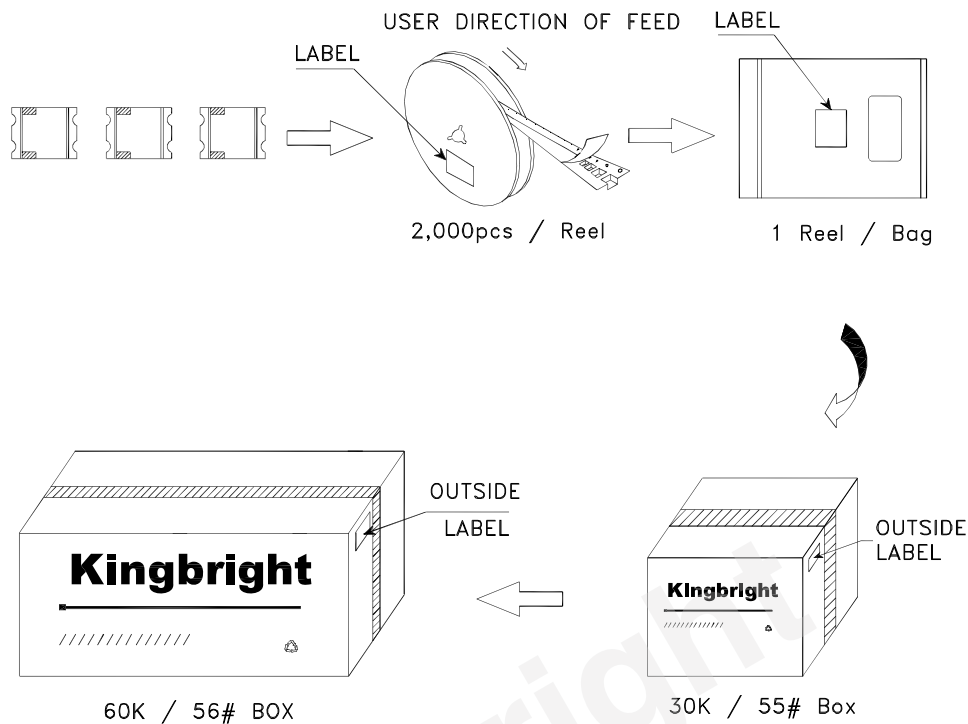 USER DIRECTION OF FEED
LABEL
LABEL
2,000pcs / Reel
1 Reel / Bag
OUTSIDE
LABEL
Kingbright
60K / 56# BOX
OUTSIDE
LABEL
Kingbright
30K / 55# Box
right